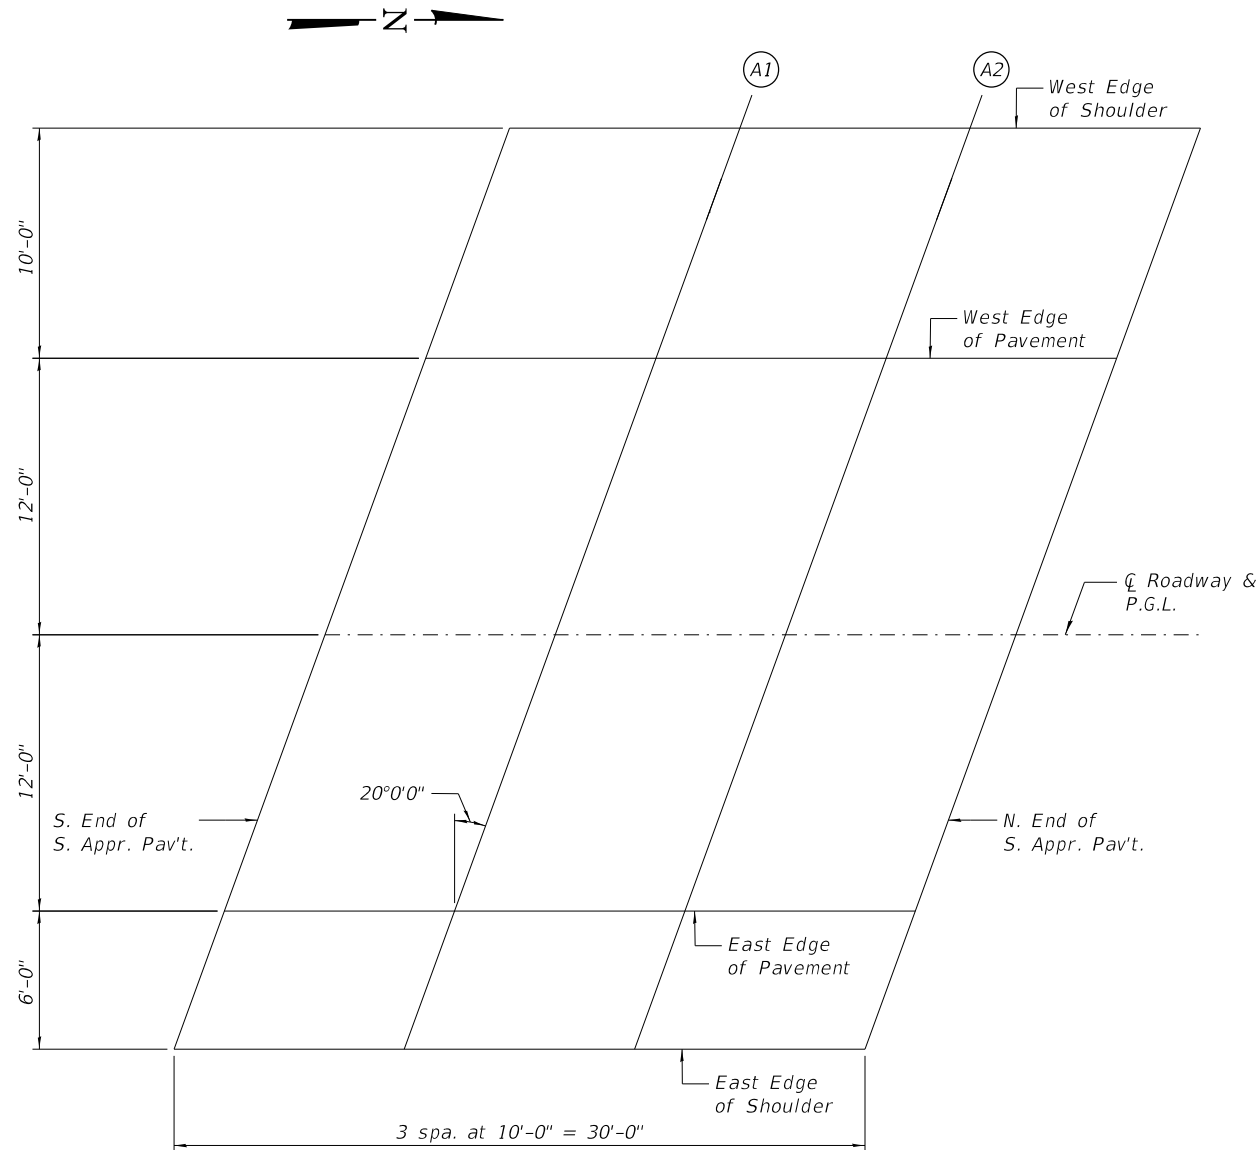 N
A1
A2
West Edge
of Shoulder
10'-0"
West Edge
of Pavement
12'-0"
℄ Roadway &
P.G.L.
12'-0"
20°0'0"
S. End of
S. Appr. Pav't.
N. End of
S. Appr. Pav't.
East Edge
of Pavement
6'-0"
East Edge
of Shoulder
3 spa. at 10'-0" = 30'-0"